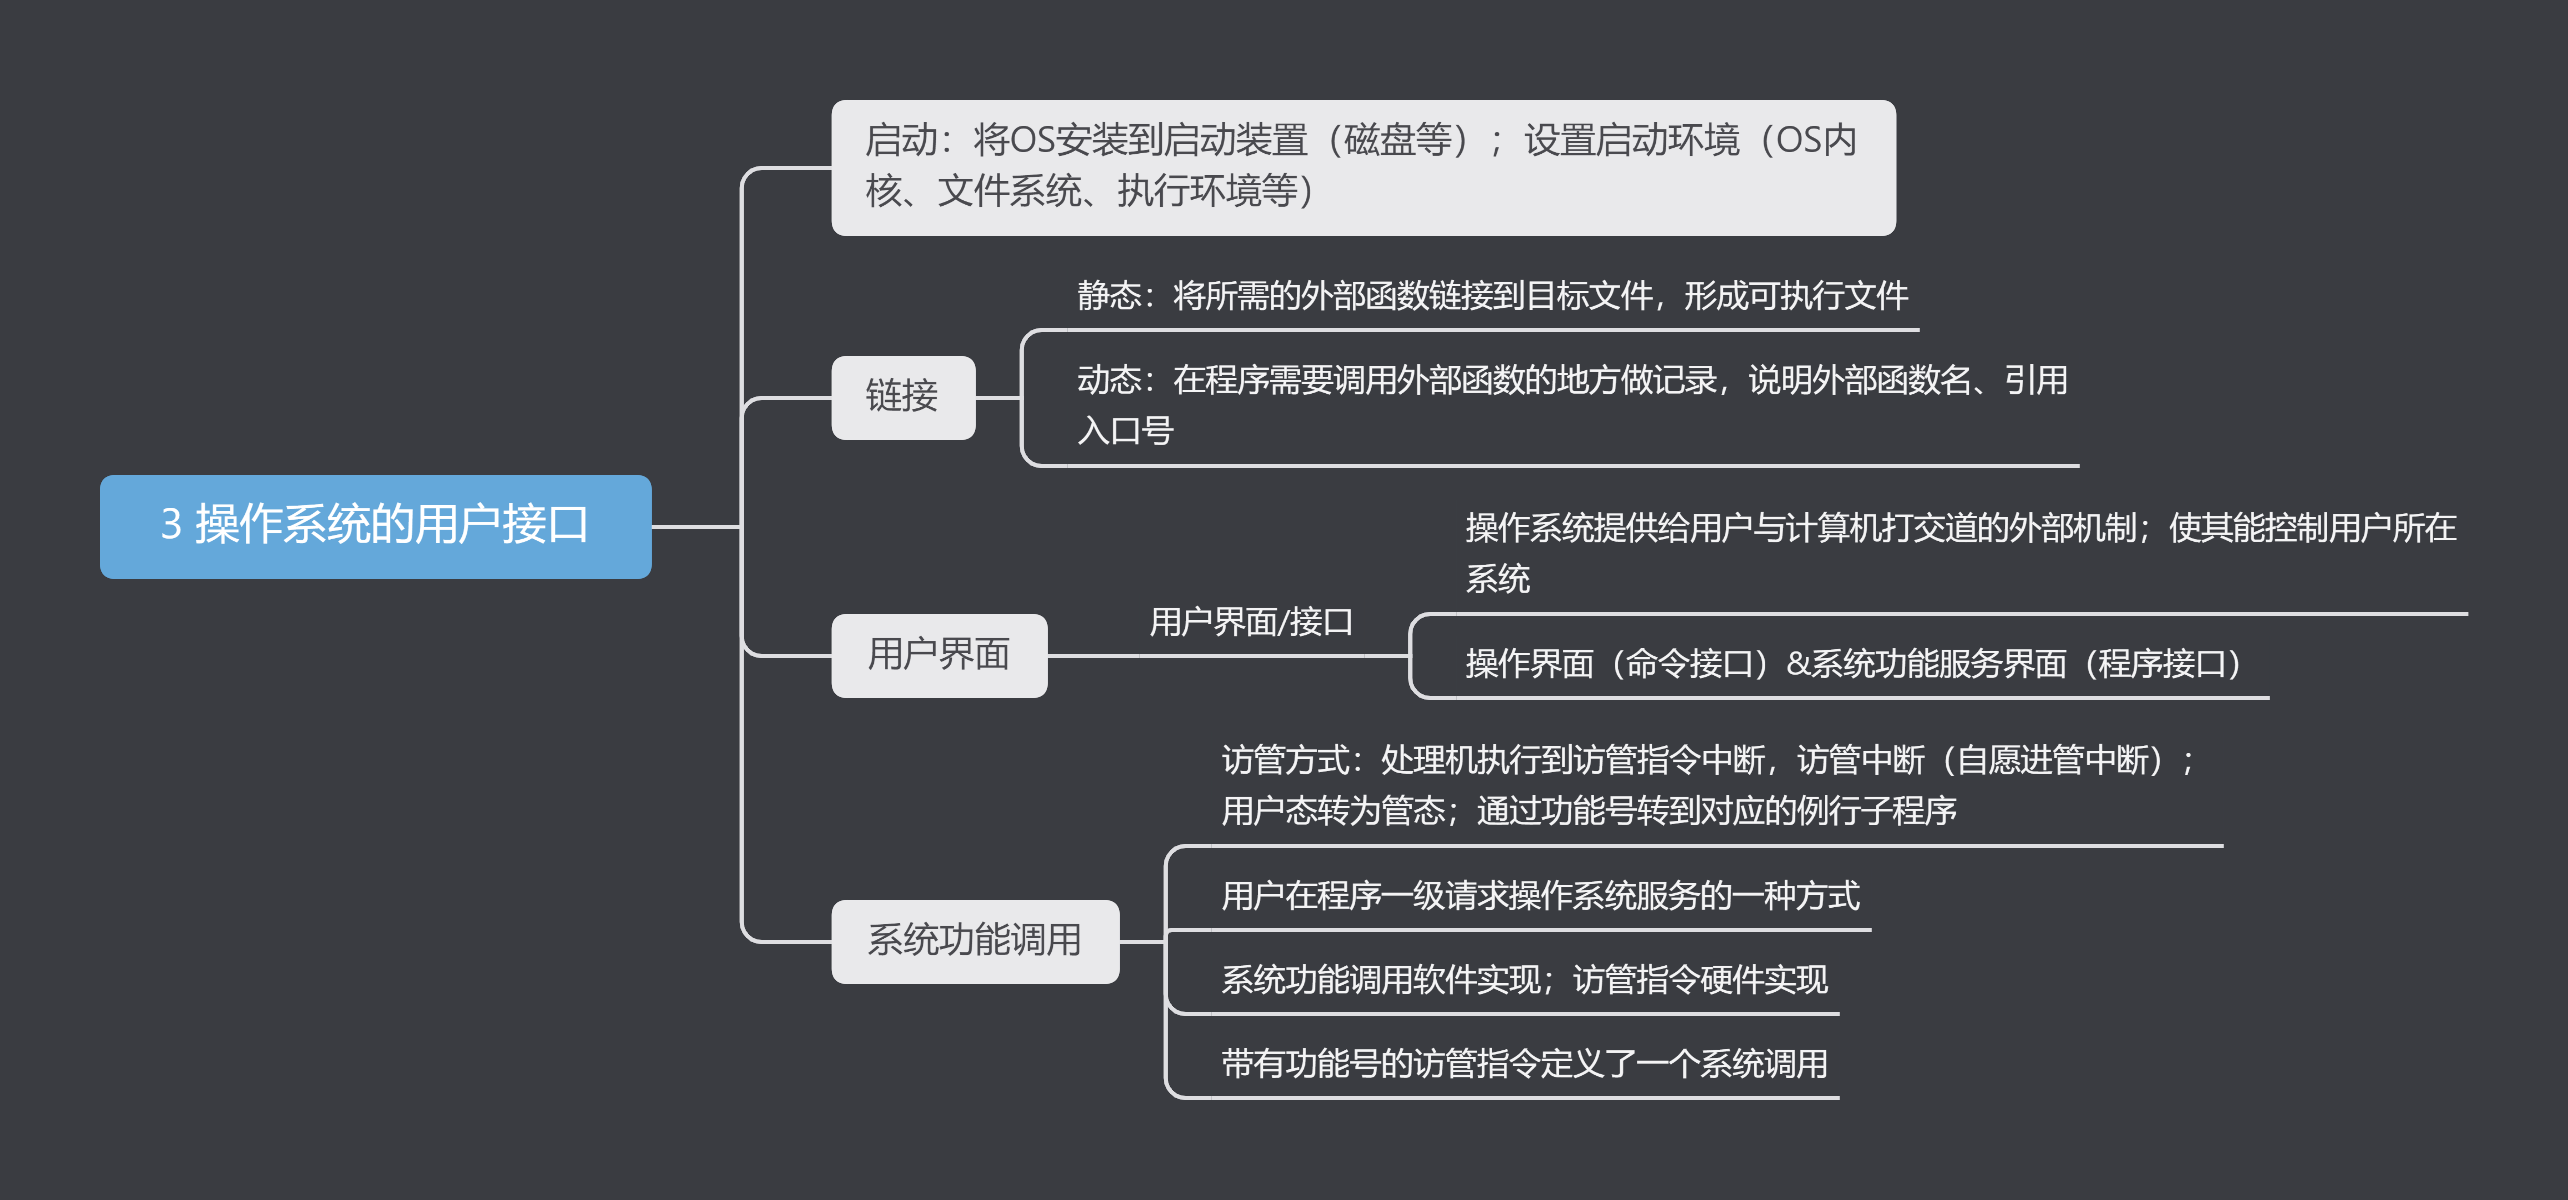 启动：将OS安装到启动装置（磁盘等）；设置启动环境（OS内
核、文件系统、执行环境等）
静态：将所需的外部函数链接到目标文件，形成可执行文件
链接
动态：在程序需要调用外部函数的地方做记录，说明外部函数名、引用
入口号
3 操作系统的用户接口
操作系统提供给用户与计算机打交道的外部机制；使其能控制用户所在
系统
用户界面
用户界面/接口
操作界面（命令接口）&系统功能服务界面（程序接口）
访管方式：处理机执行到访管指令中断，访管中断（自愿进管中断）；
用户态转为管态；通过功能号转到对应的例行子程序
用户在程序一级请求操作系统服务的一种方式
系统功能调用
系统功能调用软件实现；访管指令硬件实现
带有功能号的访管指令定义了一个系统调用